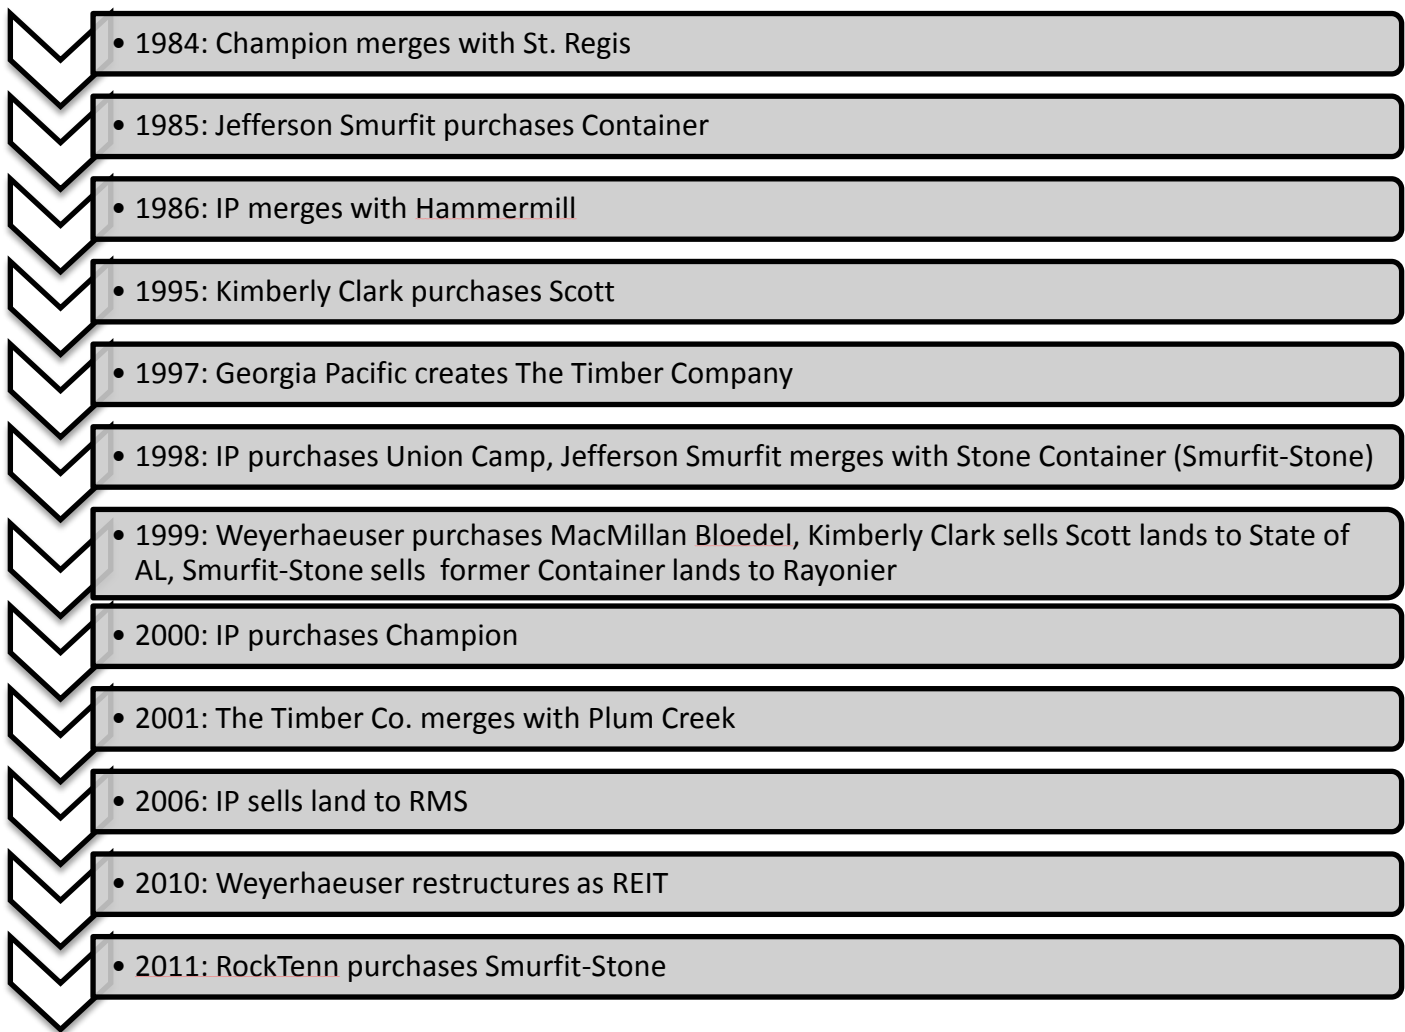 • 1984: Champion merges with St. Regis
• 1985: Jefferson Smurfit purchases Container
• 1986: IP merges with Hammermill
• 1995: Kimberly Clark purchases Scott
• 1997: Georgia Pacific creates The Timber Company
• 1998: IP purchases Union Camp, Jefferson Smurfit merges with Stone Container (Smurfit-Stone)
• 1999: Weyerhaeuser purchases MacMillan Bloedel, Kimberly Clark sells Scott lands to State of
AL, Smurfit-Stone sells  former Container lands to Rayonier
• 2000: IP purchases Champion
• 2001: The Timber Co. merges with Plum Creek
• 2006: IP sells land to RMS
• 2010: Weyerhaeuser restructures as REIT
• 2011: RockTenn purchases Smurfit-Stone